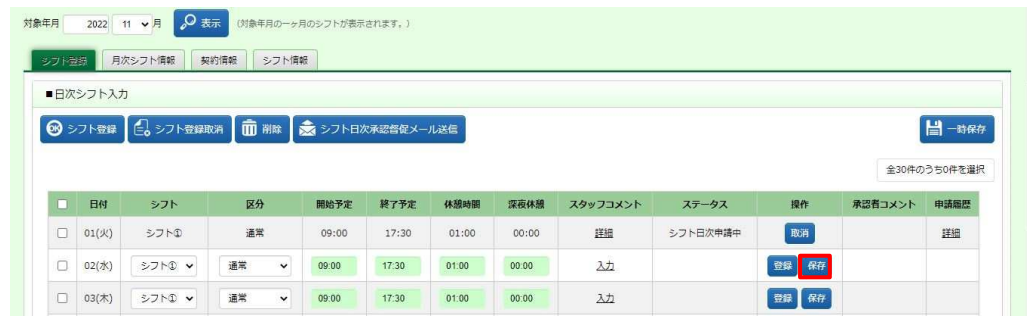 対象年月 2022 11 月 表示 (対象年月の一ヶ月のシフトが表示されます。)
シフト登録 月次シフト情報 契約情報 シフト情報
■日次シフト入力
OK シフト登録 シフト登録取消 削除 シフト日次承認督促メール送信 一時保存
全30件のうち0件を選択
日付 シフト 区分 開始予定 終了予定 休憩時間 深夜休憩 スタッフコメント ステータス 操作 承認者コメント 申請履歴
01(火) シフト① 通常 09:00 17:30 01:00 00:00 詳細 シフト日次申請中 取消 詳細
02(水) シフト① 通常 09:00 17:30 01:00 00:00 入力 登録 保存
03(木) シフト① 通常 09:00 17:30 01:00 00:00 入力 登録 保存